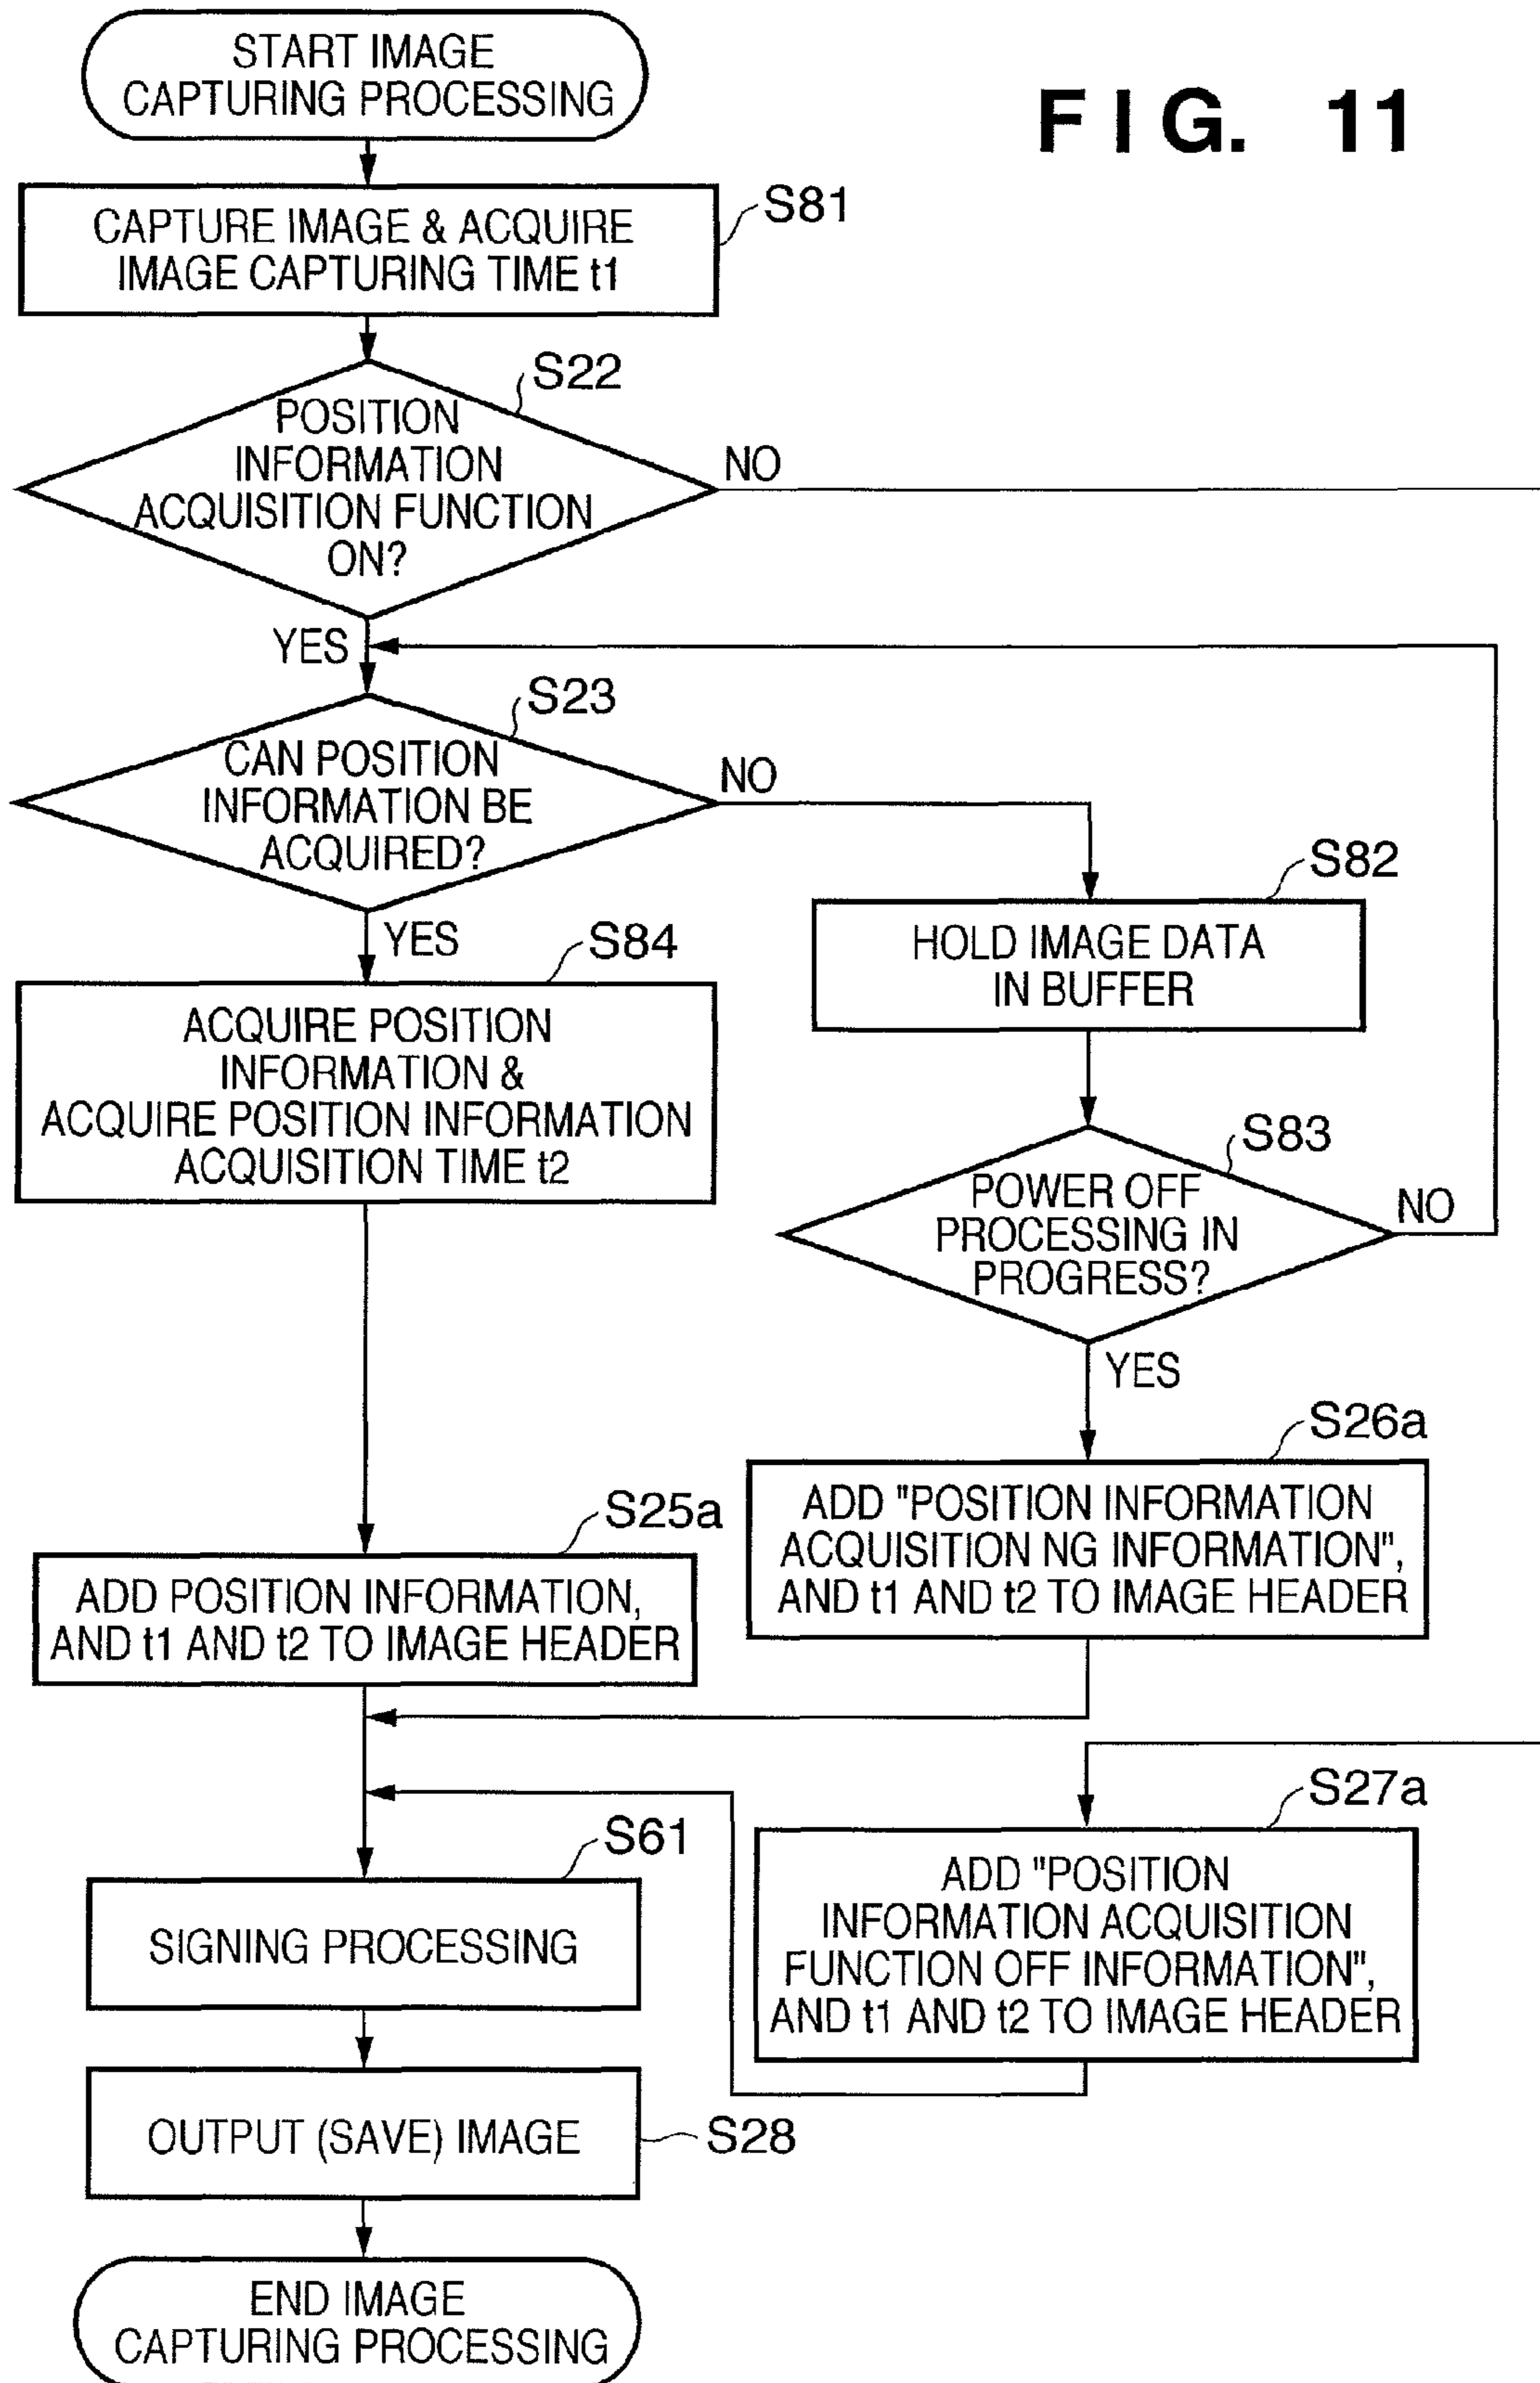 FIG. 11
START IMAGE
CAPTURING PROCESSING
S81
CAPTURE IMAGE & ACQUIRE
IMAGE CAPTURING TIME t1
S22
POSITION
INFORMATION
ACQUISITION FUNCTION
ON?
NO
YES
S23
CAN POSITION
INFORMATION BE
ACQUIRED?
NO
YES
S82
HOLD IMAGE DATA
IN BUFFER
S84
ACQUIRE POSITION
INFORMATION &
ACQUIRE POSITION INFORMATION
ACQUISITION TIME t2
S83
POWER OFF
PROCESSING IN
PROGRESS?
NO
YES
S26a
ADD "POSITION INFORMATION
ACQUISITION NG INFORMATION",
AND t1 AND t2 TO IMAGE HEADER
S25a
ADD POSITION INFORMATION,
AND t1 AND t2 TO IMAGE HEADER
S27a
ADD "POSITION
INFORMATION ACQUISITION
FUNCTION OFF INFORMATION",
AND t1 AND t2 TO IMAGE HEADER
S61
SIGNING PROCESSING
OUTPUT (SAVE) IMAGE
S28
END IMAGE
CAPTURING PROCESSING